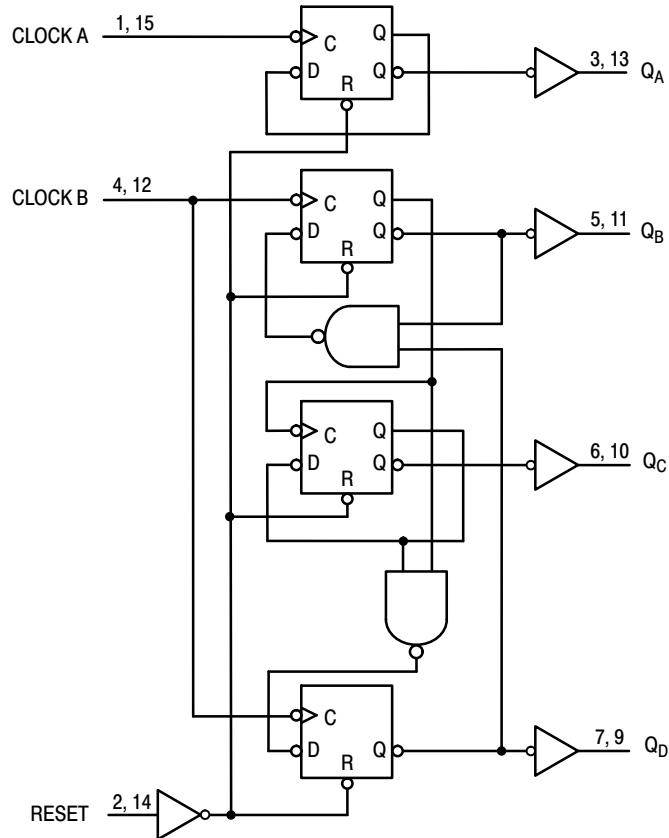 CLOCK A 1, 15 C Q
D Q 3, 13 QA
R
CLOCK B 4, 12 C Q
D Q 5, 11 QB
R
C Q
D Q 6, 10 QC
R
C
D Q 7, 9 QD
R
RESET 2, 14